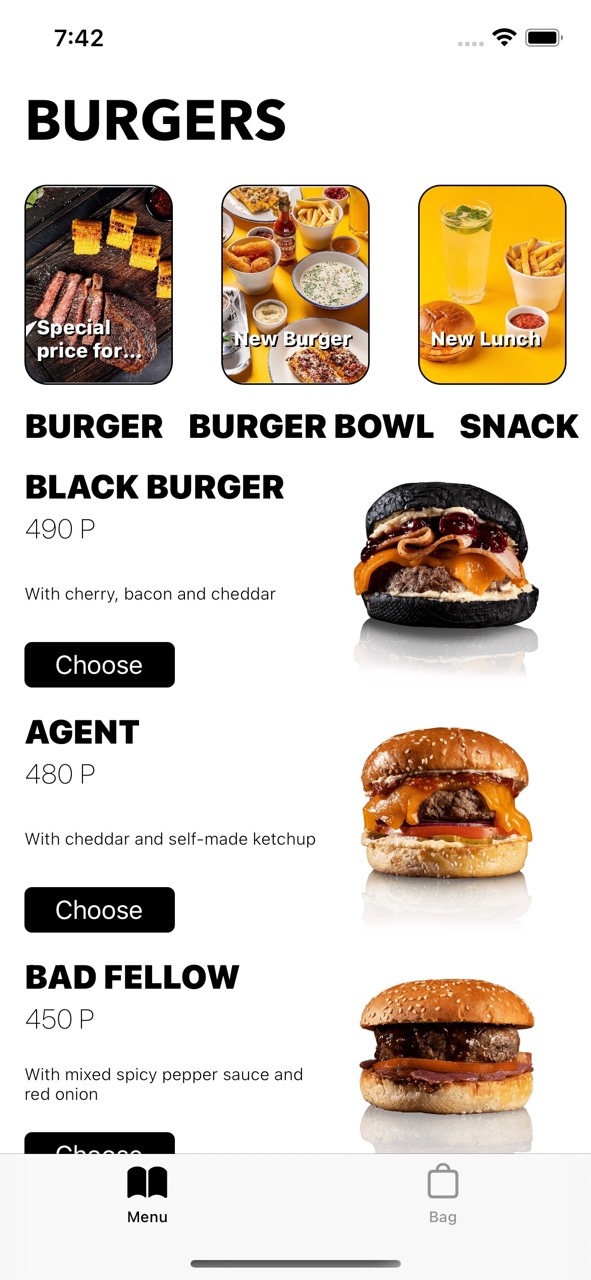 7:42
BURGERS
Special
price for...
New Burger
New Lunch
BURGER BURGER BOWL SNACK
BLACK BURGER
490 P
With cherry, bacon and cheddar
Choose
AGENT
480 P
With cheddar and self-made ketchup
Choose
BAD FELLOW
450 P
With mixed spicy pepper sauce and
red onion
Choose
Menu
Bag